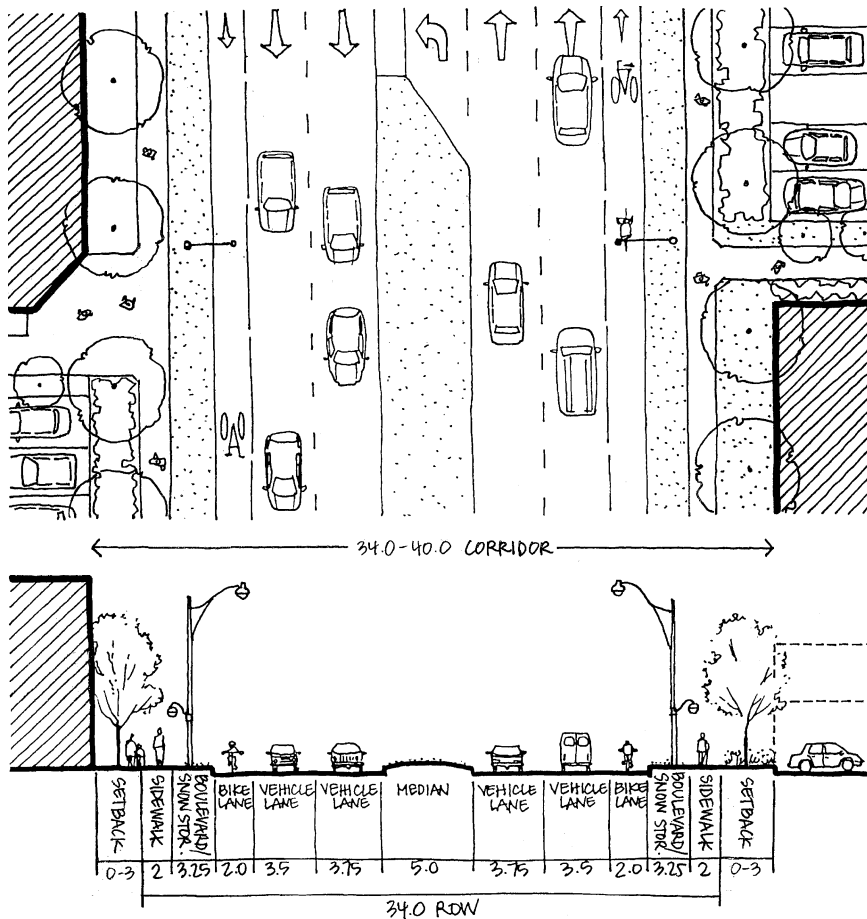 34.0-40.0 CORRIDOR
SETBACK
SIDEWALK
BOULEVARD/
SNOW STOR.
BIKE
LANE
VEHICLE
LANE
VEHICLE
LANE
MEDIAN
VEHICLE
LANE
VEHICLE
LANE
BIKE
LANE
BOULEVARD/
SNOW STOR.
SIDEWALK
SETBACK
0-3 2 3.25 2.0 3.5 3.75 5.0 3.75 3.5 2.0 3.25 2 0-3
34.0 ROW